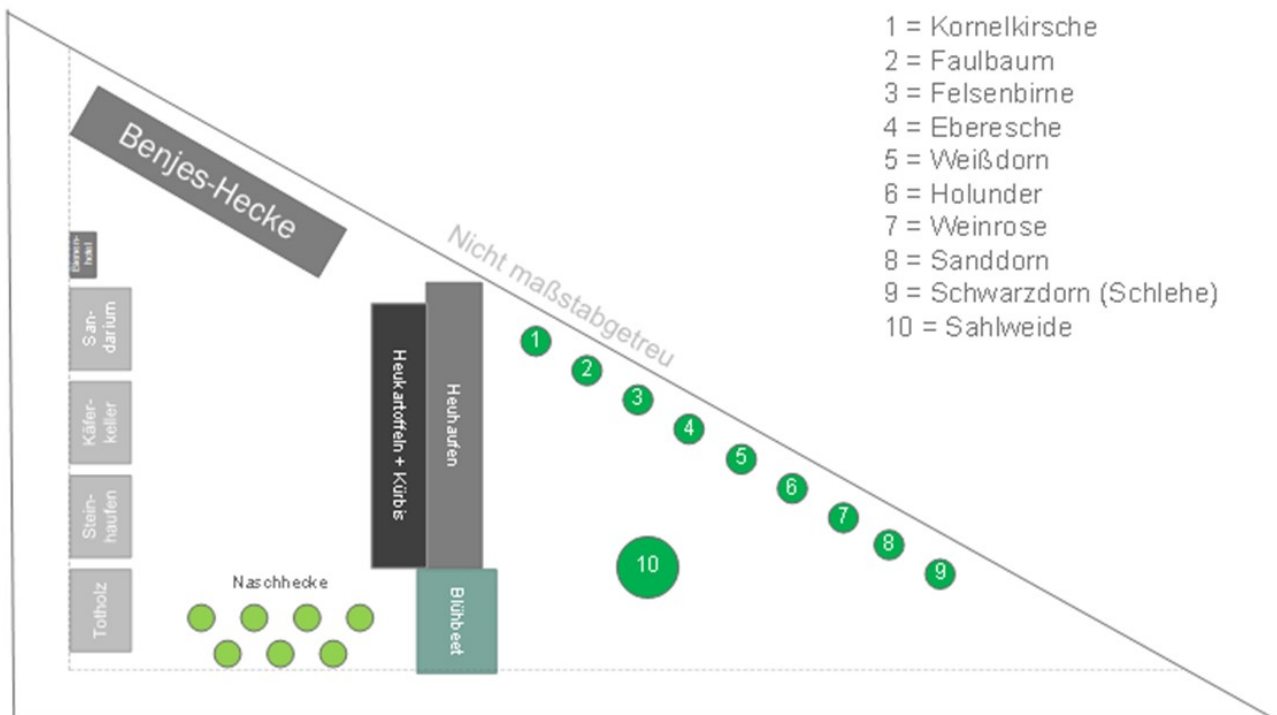 1 = Kornelkirsche
2 = Faulbaum
3 = Felsenbirne
4 = Eberesche
5 = Weißdorn
6 = Holunder
7 = Weinrose
8 = Sanddorn
9 = Schwarzdorn (Schlehe)
10 = Sahlweide
Benjes-Hecke
Nicht maßstabgetreu
Bienen-
hotel
San-
darium
Käfer-
keller
Stein-
haufen
Totholz
Heukartoffeln + Kürbis
Heuhaufen
Naschhecke
Blühbeet
1
2
3
4
5
6
7
8
9
10